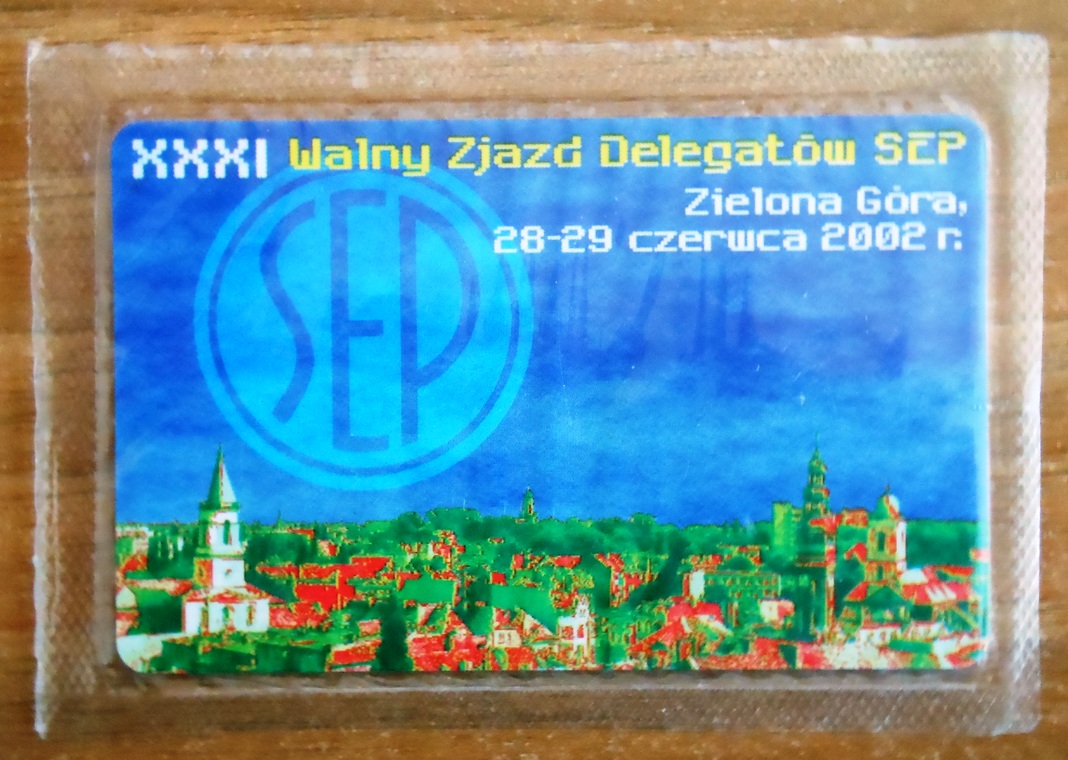 XXXI Walny Zjazd Delegatów SEP
Zielona Góra,
28-29 czerwca 2002 r.
SEP